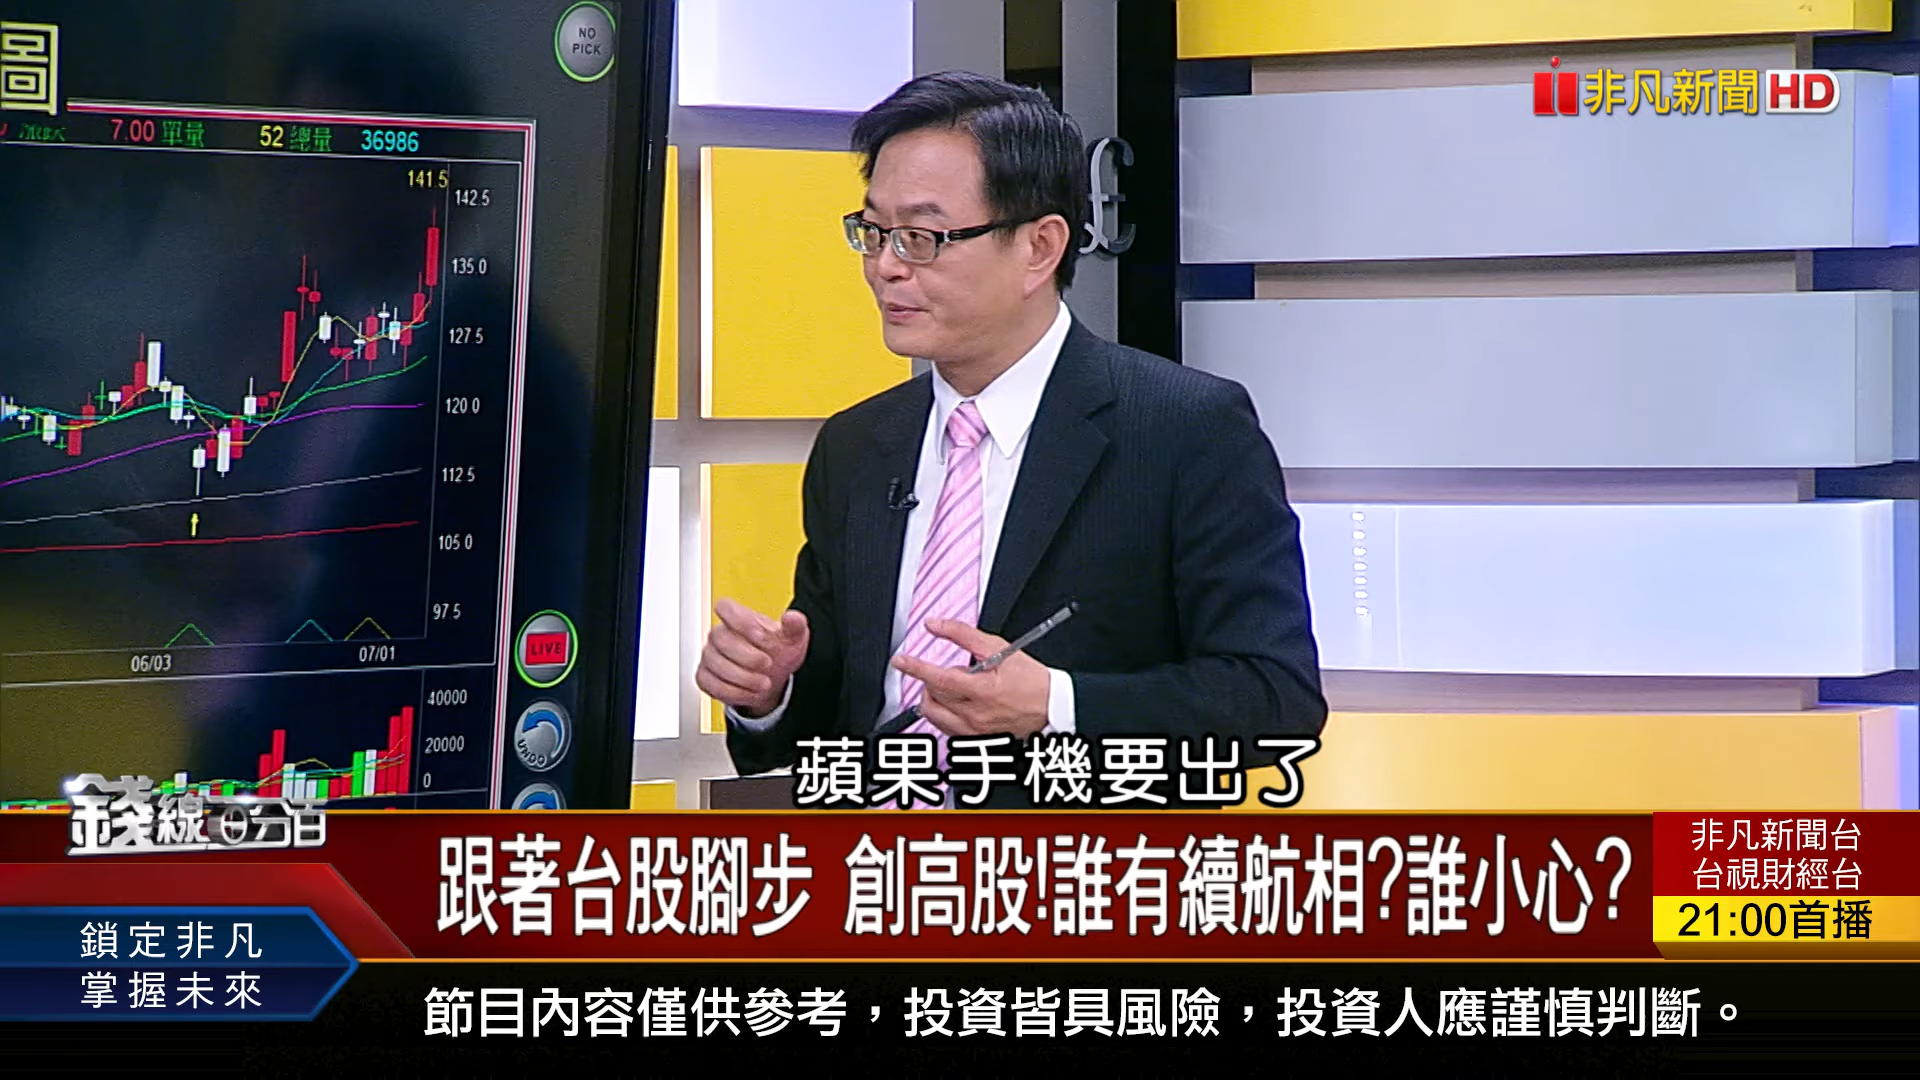 圖
NO
PICK
非凡新聞HD
7.00 單量 52 總量 36986
141.5
142.5
135.0
127.5
120.0
112.5
105.0
97.5
06/03
07/01
LIVE
40000
20000
0
UNDO
£
蘋果手機要出了
錢線百分百
跟著台股腳步 創高股!誰有續航相?誰小心?
非凡新聞台
台視財經台
21:00首播
鎖定非凡
掌握未來
節目內容僅供參考，投資皆具風險，投資人應謹慎判斷。